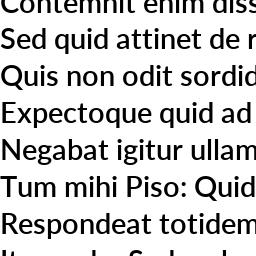 Contemnit enim diss
Sed quid attinet de r
Quis non odit sordid
Expectoque quid ad
Negabat igitur ullam
Tum mihi Piso: Quid
Respondeat totidem